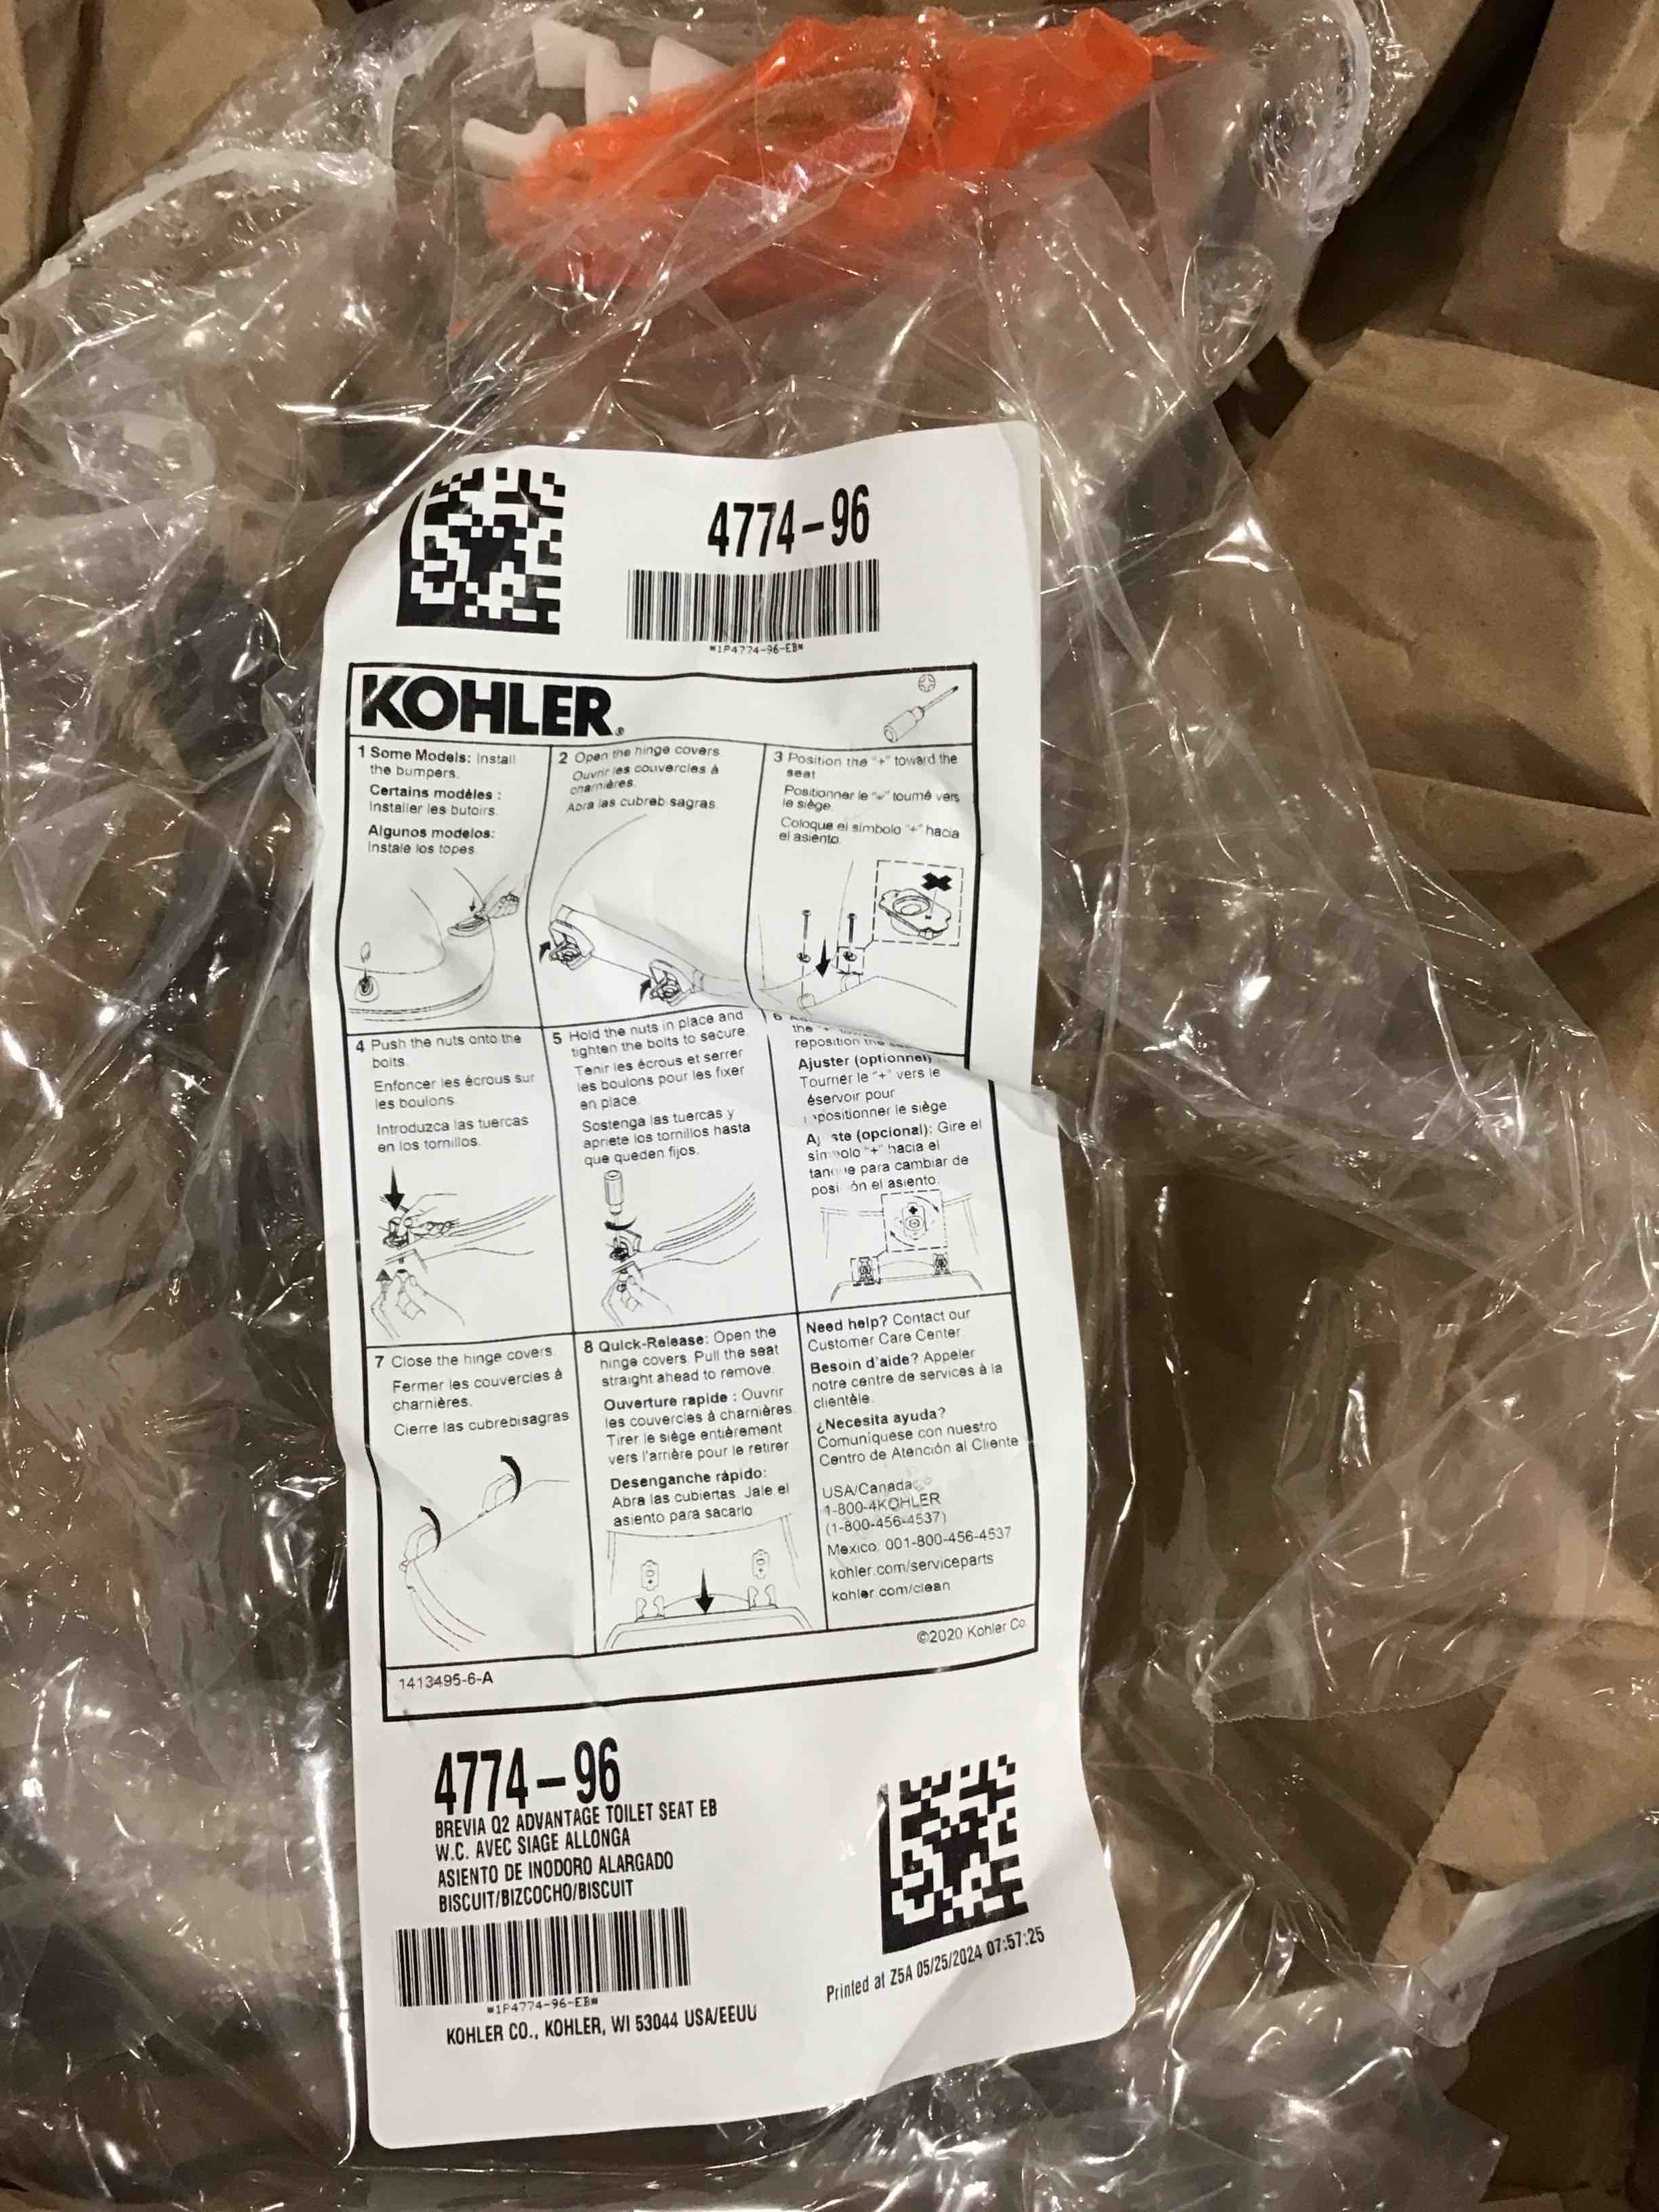 4774-96
*1P4774-96-EB*
KOHLER®
1 Some Models: Install
the bumpers.
Certains modèles :
Installer les butoirs.
Algunos modelos:
Instale los topes.
2 Open the hinge covers
Ouvrir les couvercles à
charnières.
Abra las cubrebisagras.
3 Position the "+" toward the
seat
Positionner le "+" tourné vers
le siège.
Coloque el símbolo "+" hacia
el asiento.
4 Push the nuts onto the
bolts.
Enfoncer les écrous sur
les boulons.
Introduzca las tuercas
en los tornillos.
5 Hold the nuts in place and
tighten the bolts to secure.
Tenir les écrous et serrer
les boulons pour les fixer
en place.
Sostenga las tuercas y
apriete los tornillos hasta
que queden fijos.
6
the "+"
reposition the
Ajuster (optionnel)
Tourner le "+" vers le
éservoir pour
positionner le siège
ste (opcional): Gire el
"+" hacia el
para cambiar de
el asiento.
7 Close the hinge covers.
Fermer les couvercles à
charnières.
Cierre las cubrebisagras.
8 Quick-Release: Open the
hinge covers. Pull the seat
straight ahead to remove.
Ouverture rapide : Ouvrir
les couvercles à charnières.
Tirer le siège entièrement
vers l'arrière pour le retirer
Desenganche rápido:
Abra las cubiertas. Jale el
asiento para sacarlo
Need help? Contact our
Customer Care Center
Besoin d'aide? Appeler
notre centre de services à la
clientèle.
¿Necesita ayuda?
Comuníquese con nuestro
Centro de Atención al Cliente
USA/Canada:
1-800-4KOHLER
(1-800-456-4537)
Mexico: 001-800-456-4537
kohler.com/serviceparts
kohler.com/clean
©2020 Kohler Co.
1413495-6-A
4774-96
BREVIA Q2 ADVANTAGE TOILET SEAT EB
W.C. AVEC SIAGE ALLONGA
ASIENTO DE INODORO ALARGADO
BISCUIT/BIZCOCHO/BISCUIT
*1P4774-96-EB*
KOHLER CO., KOHLER, WI 53044 USA/EEUU
Printed at Z5A 05/25/2024 07:57:25